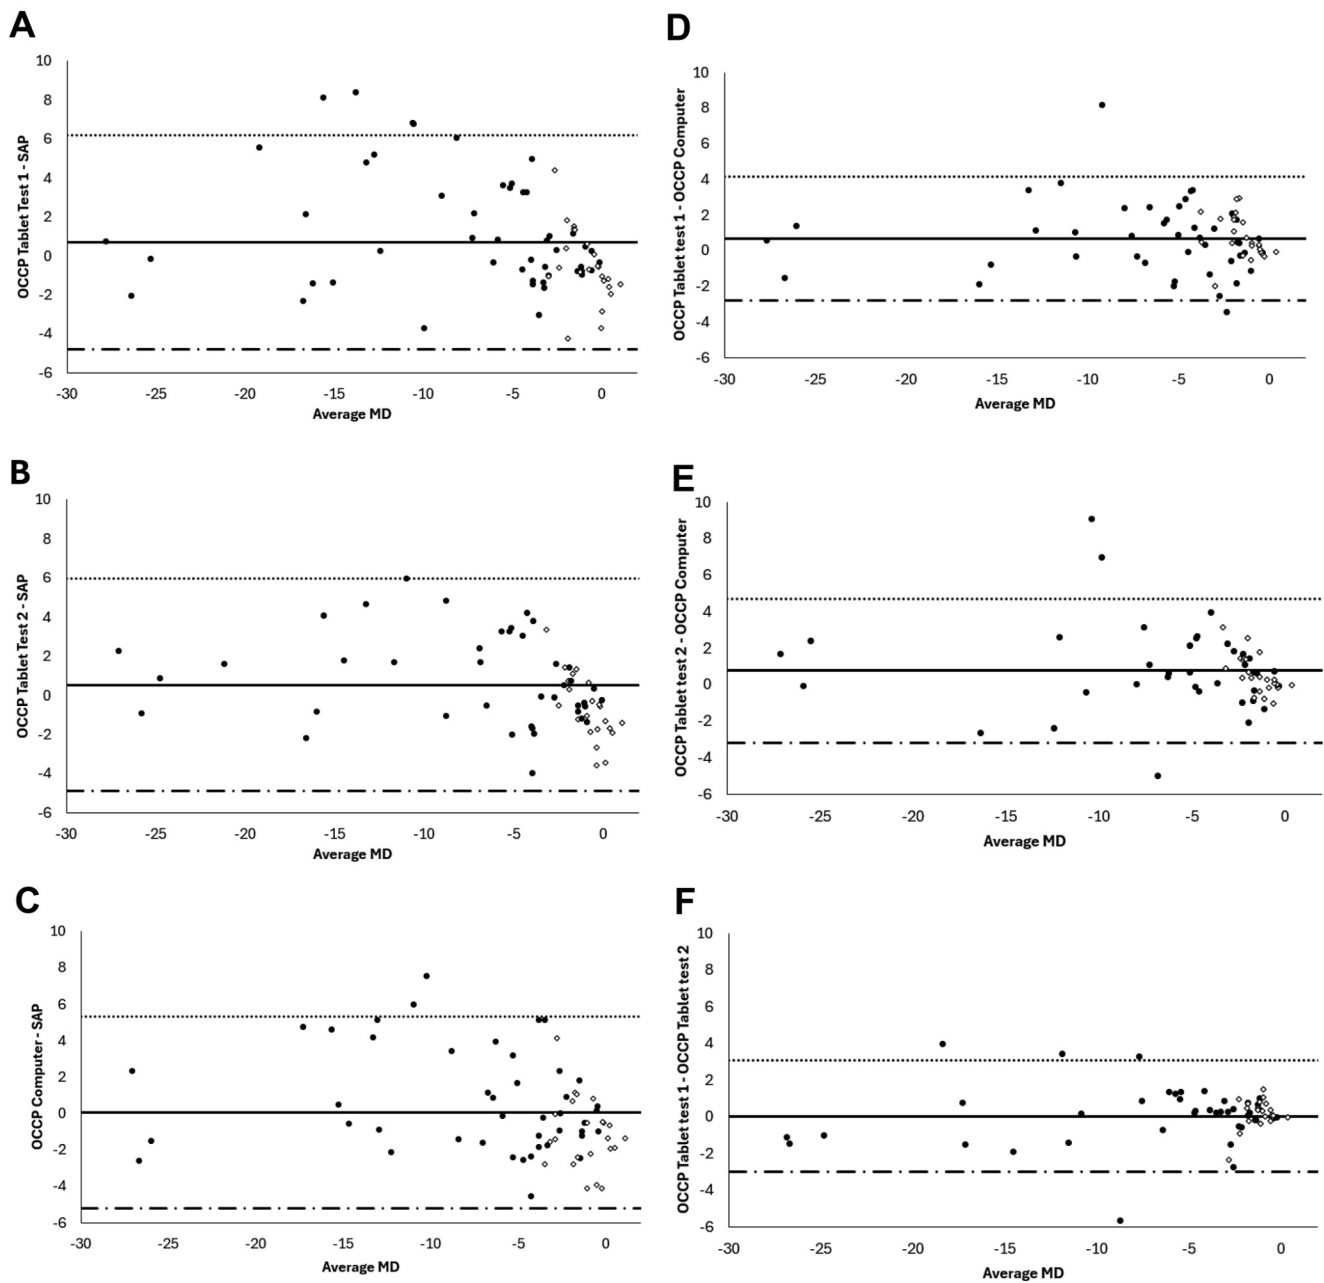 A
10
8
6
4
2
0
-2
-4
-6
OCCP Tablet Test 1 - SAP
-30 -25 -20 -15 -10 -5 0
Average MD
D
10
8
6
4
2
0
-2
-4
-6
OCCP Tablet test 1 - OCCP Computer
-30 -25 -20 -15 -10 -5 0
Average MD
B
10
8
6
4
2
0
-2
-4
-6
OCCP Tablet Test 2 - SAP
-30 -25 -20 -15 -10 -5 0
Average MD
E
10
8
6
4
2
0
-2
-4
-6
OCCP Tablet test 2 - OCCP Computer
-30 -25 -20 -15 -10 -5 0
Average MD
C
10
8
6
4
2
0
-2
-4
-6
OCCP Computer - SAP
-30 -25 -20 -15 -10 -5 0
Average MD
F
10
8
6
4
2
0
-2
-4
-6
OCCP Tablet test 1 - OCCP Tablet test 2
-30 -25 -20 -15 -10 -5 0
Average MD